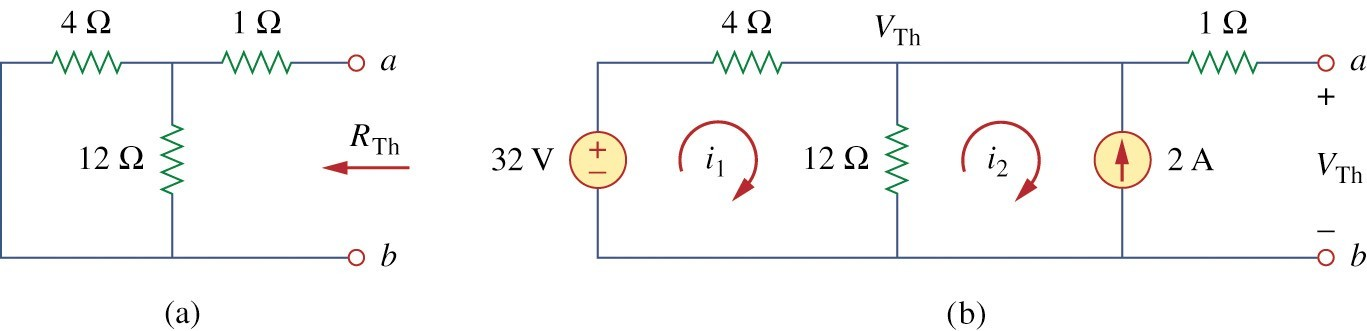 4 Ω 1 Ω
a
R_Th
12 Ω
b
(a)
4 Ω V_Th 1 Ω
a
+
32 V + − i_1 12 Ω i_2 2 A V_Th
−
b
(b)